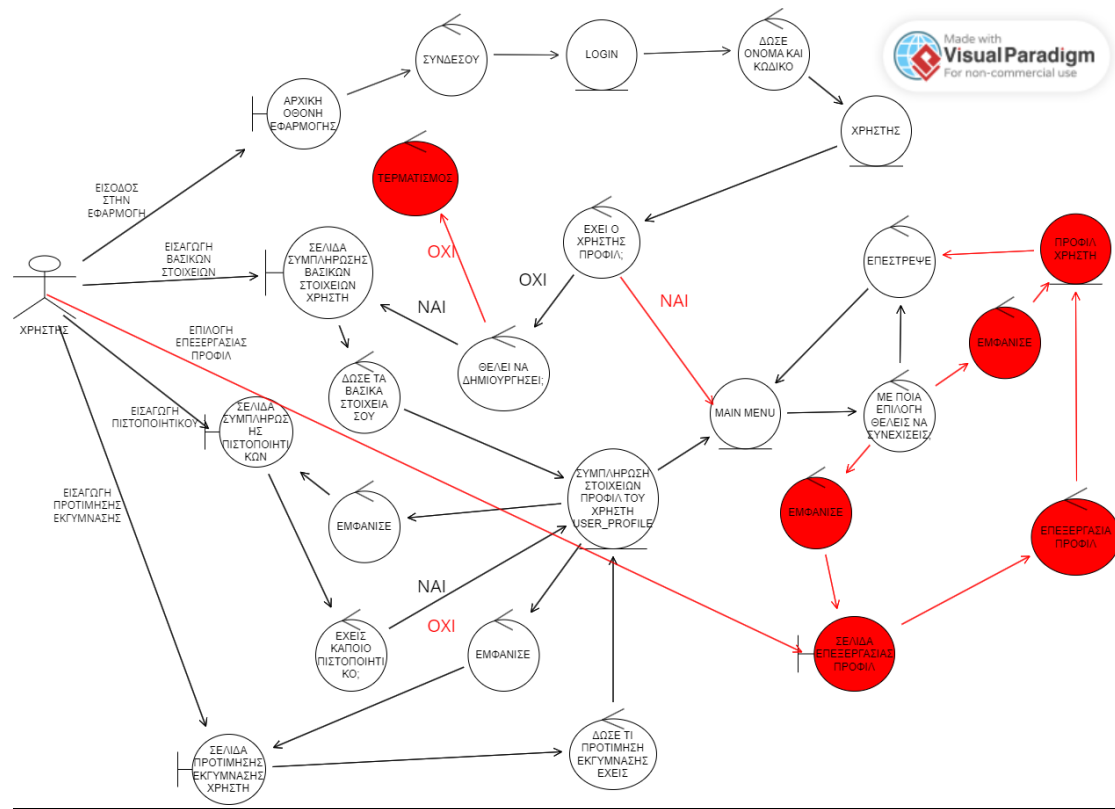 Made with
Visual Paradigm
For non-commercial use
ΣΥΝΔΕΣΟΥ
LOGIN
ΔΩΣΕ
ΟΝΟΜΑ ΚΑΙ
ΚΩΔΙΚΟ
ΑΡΧΙΚΗ
ΟΘΟΝΗ
ΕΦΑΡΜΟΓΗΣ
ΧΡΗΣΤΗΣ
ΤΕΡΜΑΤΙΣΜΟΣ
ΕΙΣΟΔΟΣ
ΣΤΗΝ
ΕΦΑΡΜΟΓΗ
ΕΙΣΑΓΩΓΗ
ΒΑΣΙΚΩΝ
ΣΤΟΙΧΕΙΩΝ
ΣΕΛΙΔΑ
ΣΥΜΠΛΗΡΩΣΗΣ
ΒΑΣΙΚΩΝ
ΣΤΟΙΧΕΙΩΝ
ΧΡΗΣΤΗ
ΟΧΙ
ΕΧΕΙ Ο
ΧΡΗΣΤΗΣ
ΠΡΟΦΙΛ;
ΟΧΙ
ΝΑΙ
ΝΑΙ
ΕΠΕΣΤΡΕΨΕ
ΠΡΟΦΙΛ
ΧΡΗΣΤΗ
ΧΡΗΣΤΗΣ
ΕΠΙΛΟΓΗ
ΕΠΕΞΕΡΓΑΣΙΑΣ
ΠΡΟΦΙΛ
ΕΜΦΑΝΙΣΕ
ΘΕΛΕΙ ΝΑ
ΔΗΜΙΟΥΡΓΗΣΕΙ;
ΔΩΣΕ ΤΑ
ΒΑΣΙΚΑ
ΣΤΟΙΧΕΙΑ
ΣΟΥ
MAIN MENU
ΜΕ ΠΟΙΑ
ΕΠΙΛΟΓΗ
ΘΕΛΕΙΣ ΝΑ
ΣΥΝΕΧΙΣΕΙΣ;
ΕΙΣΑΓΩΓΗ
ΠΙΣΤΟΠΟΙΗΤΙΚΟΥ
ΣΕΛΙΔΑ
ΣΥΜΠΛΗΡΩΣ
ΗΣ
ΠΙΣΤΟΠΟΙΗΤΙ
ΚΩΝ
ΕΙΣΑΓΩΓΗ
ΠΡΟΤΙΜΗΣΗΣ
ΕΚΓΥΜΝΑΣΗΣ
ΕΜΦΑΝΙΣΕ
ΣΥΜΠΛΗΡΩΣΗ
ΣΤΟΙΧΕΙΩΝ
ΠΡΟΦΙΛ ΤΟΥ
ΧΡΗΣΤΗ
USER_PROFILE
ΕΜΦΑΝΙΣΕ
ΕΠΕΞΕΡΓΑΣΙΑ
ΠΡΟΦΙΛ
ΝΑΙ
ΟΧΙ
ΕΧΕΙΣ
ΚΑΠΟΙΟ
ΠΙΣΤΟΠΟΙΗΤΙ
ΚΟ;
ΕΜΦΑΝΙΣΕ
ΣΕΛΙΔΑ
ΕΠΕΞΕΡΓΑΣΙΑΣ
ΠΡΟΦΙΛ
ΣΕΛΙΔΑ
ΠΡΟΤΙΜΗΣΗΣ
ΕΚΓΥΜΝΑΣΗΣ
ΧΡΗΣΤΗ
ΔΩΣΕ ΤΙ
ΠΡΟΤΙΜΗΣΗ
ΕΚΓΥΜΝΑΣΗΣ
ΕΧΕΙΣ